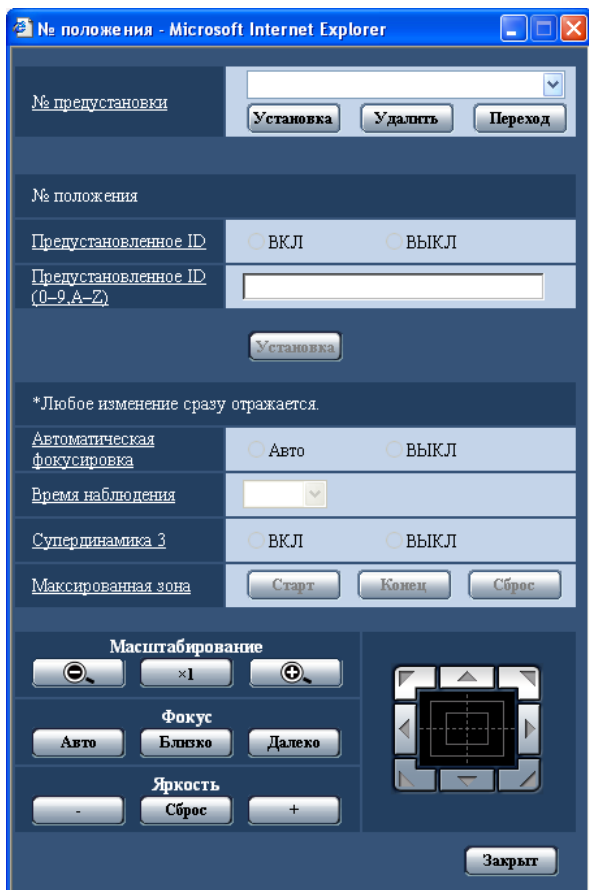 № положения - Microsoft Internet Explorer
№ предустановки
Установка Удалить Переход
№ положения
Предустановленное ID ВКЛ ВЫКЛ
Предустановленное ID
(0–9,A–Z)
Установка
*Любое изменение сразу отражается.
Автоматическая
фокусировка
Авто ВЫКЛ
Время наблюдения
Супердинамика 3 ВКЛ ВЫКЛ
Максированная зона Старт Конец Сброс
Масштабирование
×1
Фокус
Авто Близко Далеко
Яркость
- Сброс +
Закрыт